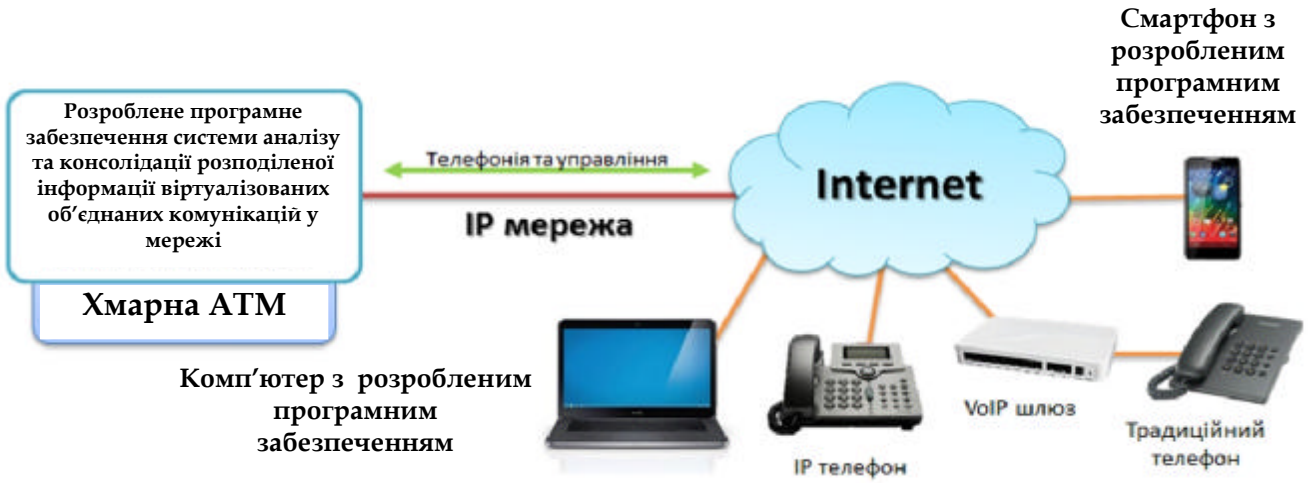 Смартфон з
розробленим
програмним
забезпеченням
Розроблене програмне
забезпечення системи аналізу
та консолідації розподіленої
інформації віртуалізованих
об’єднаних комунікацій у
мережі
Хмарна АТМ
Телефонія та управління
IP мережа
Internet
Комп’ютер з розробленим
програмним
забезпеченням
IP телефон
VoIP шлюз
Традиційний
телефон